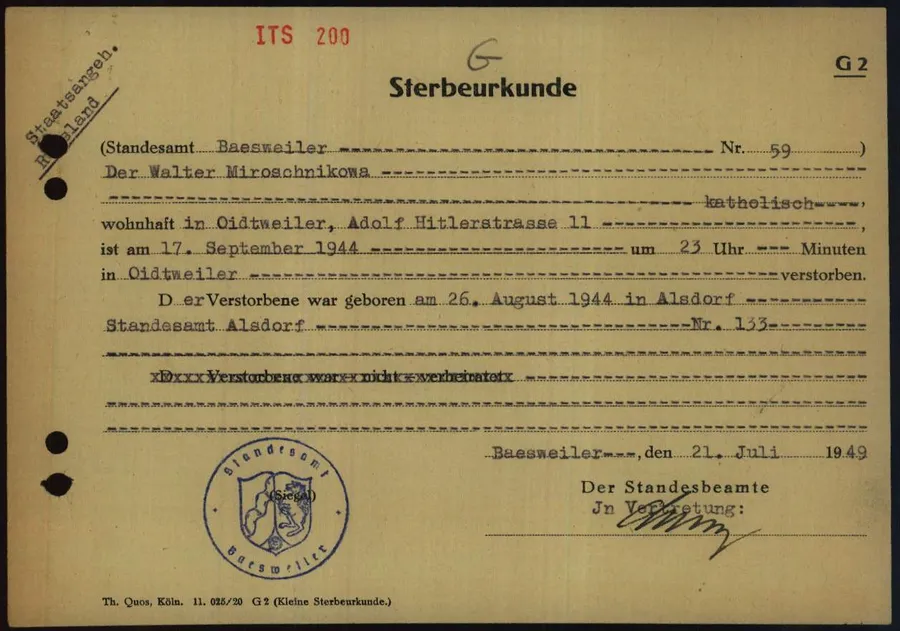 ITS 200
G
G 2
Sterbeurkunde
Staatsangeh.
Russland
(Standesamt Baesweiler ---------- Nr. 59 )
Der Walter Miroschnikowa ----------
---------- katholisch----,
wohnhaft in Oidtweiler, Adolf Hitlerstrasse 11 ----------,
ist am 17. September 1944 ---------- um 23 Uhr --- Minuten
in Oidtweiler ---------- verstorben.
D er Verstorbene war geboren am 26. August 1944 in Alsdorf ----------
Standesamt Alsdorf ---------- Nr. 133----------
D Verstorbene war - nicht - verheiratet ----------
Baesweiler---, den 21. Juli 1949
Standesamt
(Siegel)
Baesweiler
Der Standesbeamte
Jn Vertretung:
Th. Quos, Köln. 11. 025/20 G 2 (Kleine Sterbeurkunde.)